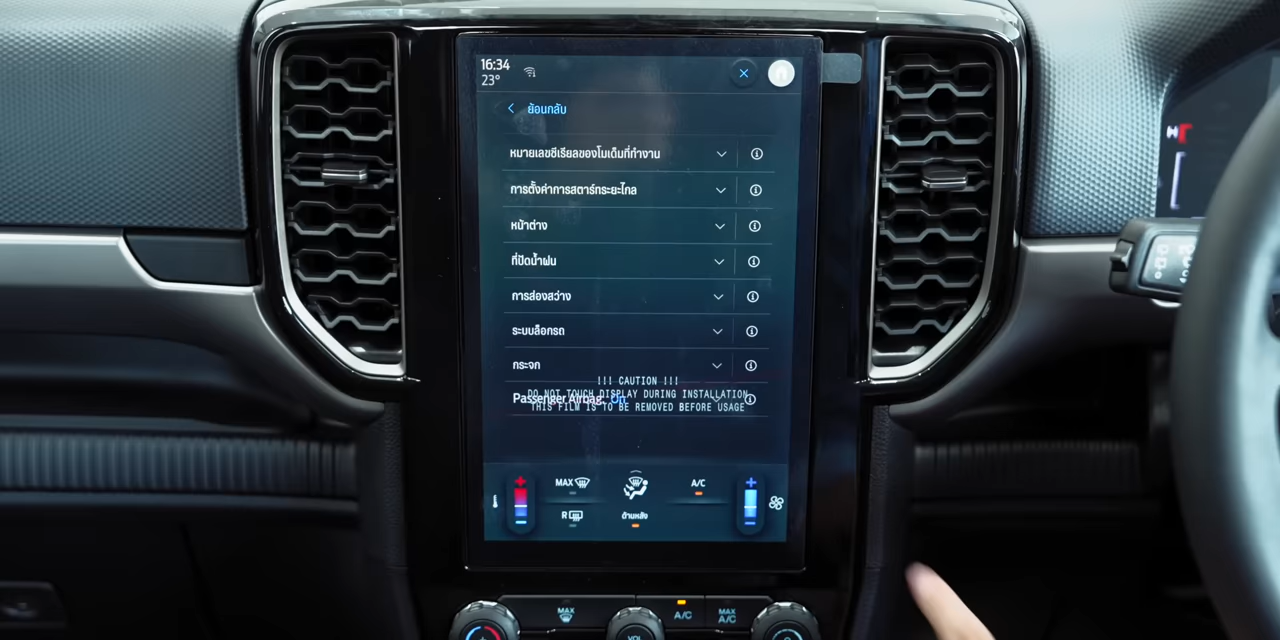 16:34
23°
ย้อนกลับ
หมายเลขซีเรียลของโมเด็มที่ทำงาน
การตั้งค่าการสตาร์ทระยะไกล
หน้าต่าง
ที่ปัดน้ำฝน
การส่องสว่าง
ระบบล็อกรถ
กระจก
!!! CAUTION !!!
DO NOT TOUCH DISPLAY DURING INSTALLATION
Passenger Airbag: On
THIS FILM IS TO BE REMOVED BEFORE USAGE
MAX
A/C
R
ด้านหลัง
MAX
A/C
MAX
A/C
VOL